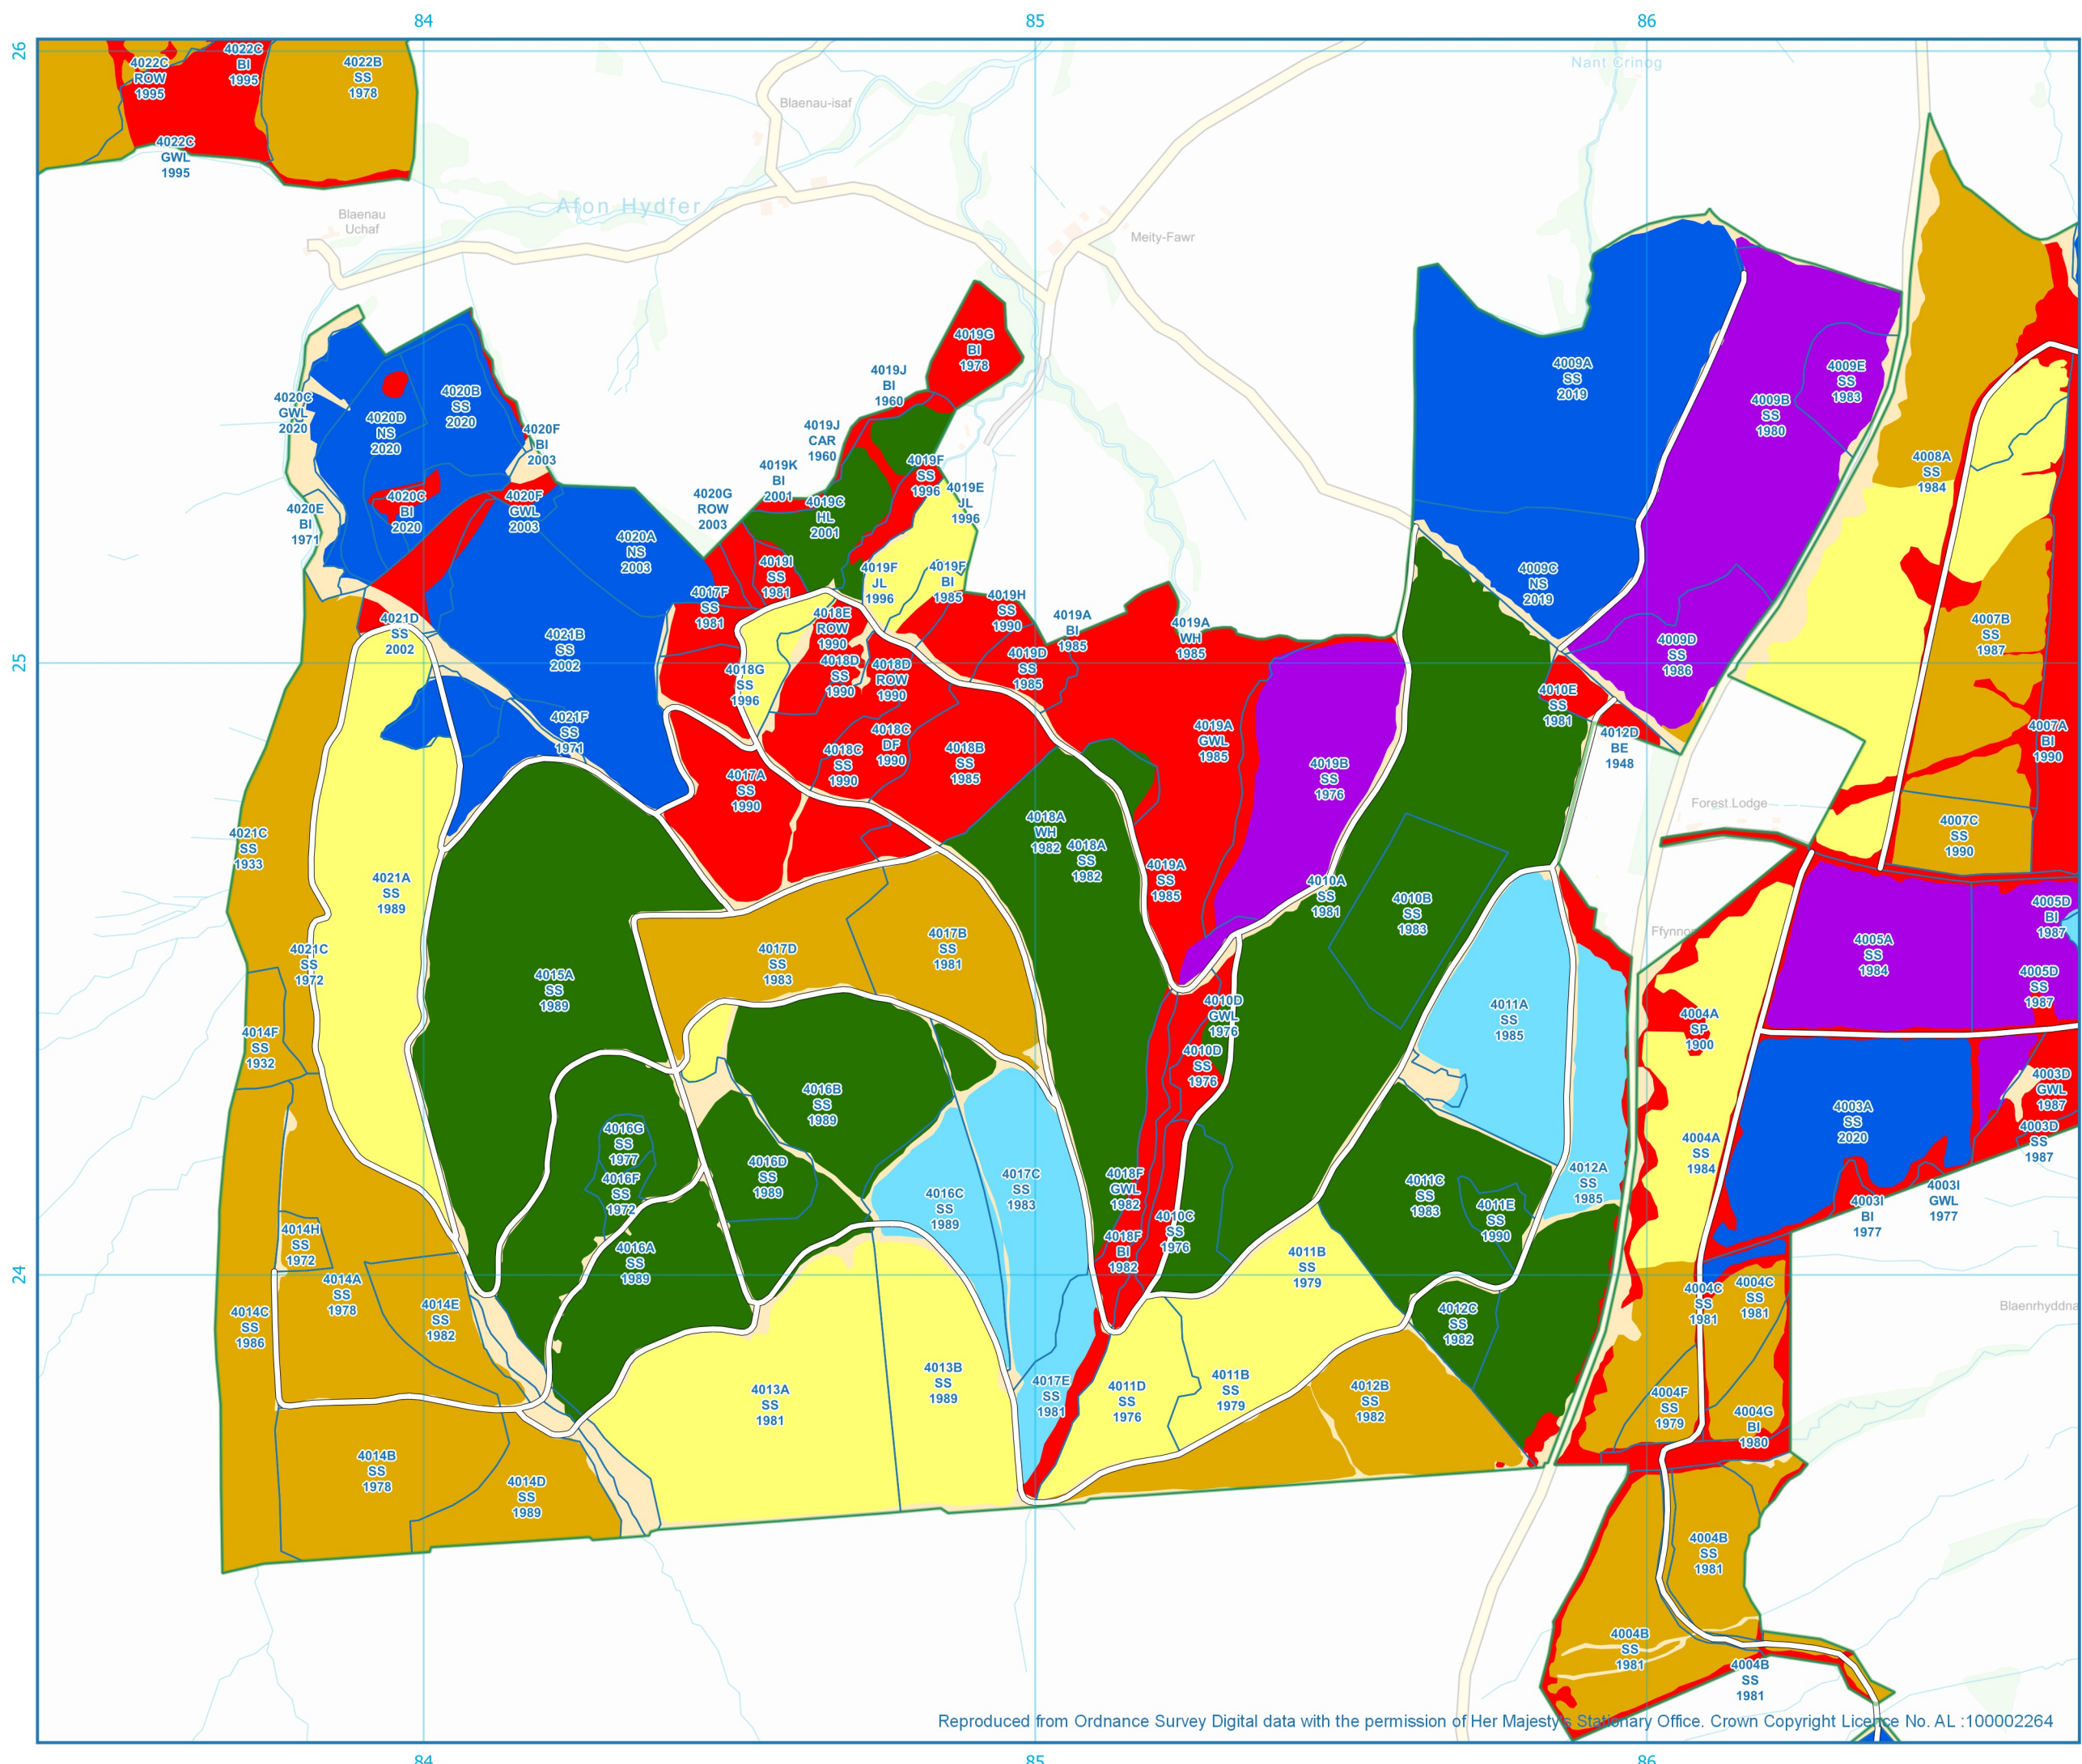 84
85
86
26
25
24
84
85
86
4022C
ROW
1995
4022C
BI
1995
4022B
SS
1978
4022C
GWL
1995
Blaenau-isaf
Nant Crinog
Afon Hydfer
Blaenau
Uchaf
Meity-Fawr
4019G
BI
1978
4019J
BI
1960
4009A
SS
2019
4009E
SS
1983
4009B
SS
1980
4020C
GWL
2020
4020D
NS
2020
4020B
SS
2020
4020F
BI
2003
4019J
CAR
1960
4019K
BI
2001
4019F
SS
1996
4019E
JL
1996
4008A
SS
1984
4020E
BI
1971
4020C
BI
2020
4020F
GWL
2003
4020G
ROW
2003
4019C
HL
2001
4020A
NS
2003
4019I
SS
1981
4019F
JL
1996
4019F
BI
1985
4009C
NS
2019
4017F
SS
1981
4018E
ROW
1990
4019H
SS
1990
4019A
BI
1985
4019A
WH
1985
4007B
SS
1987
4021D
SS
2002
4021B
SS
2002
4018G
SS
1996
4018D
SS
1990
4018D
ROW
1990
4019D
SS
1985
4009D
SS
1986
4010E
SS
1981
4021F
SS
1971
4018C
SS
1990
4018C
DF
1990
4018B
SS
1985
4019A
GWL
1985
4012D
BE
1948
4007A
BI
1990
4017A
SS
1990
4019B
SS
1976
Forest Lodge
4021C
SS
1933
4018A
WH
1982
4018A
SS
1982
4007C
SS
1990
4021A
SS
1989
4019A
SS
1985
4010A
SS
1981
4010B
SS
1983
4005D
BI
1987
Ffynnon
4021C
SS
1972
4015A
SS
1989
4017D
SS
1983
4017B
SS
1981
4005A
SS
1984
4005D
SS
1987
4014F
SS
1932
4010D
GWL
1976
4011A
SS
1985
4004A
SP
1900
4010D
SS
1976
4016B
SS
1989
4003A
SS
2020
4003D
GWL
1987
4003D
SS
1987
4016G
SS
1977
4016D
SS
1989
4016F
SS
1972
4016C
SS
1989
4017C
SS
1983
4018F
GWL
1982
4011C
SS
1983
4011E
SS
1990
4012A
SS
1985
4004A
SS
1984
4003I
BI
1977
4003I
GWL
1977
4014H
SS
1972
4016A
SS
1989
4018F
BI
1982
4010C
SS
1976
4011B
SS
1979
4014A
SS
1978
4014C
SS
1986
4014E
SS
1982
4012C
SS
1982
4004C
SS
1981
4004C
SS
1981
Blaenrhyddna
4013A
SS
1981
4013B
SS
1989
4017E
SS
1981
4011D
SS
1976
4011B
SS
1979
4012B
SS
1982
4004F
SS
1979
4004G
BI
1980
4014B
SS
1978
4014D
SS
1989
4004B
SS
1981
4004B
SS
1981
4004B
SS
1981
Reproduced from Ordnance Survey Digital data with the permission of Her Majesty's Stationary Office. Crown Copyright Licence No. AL :100002264